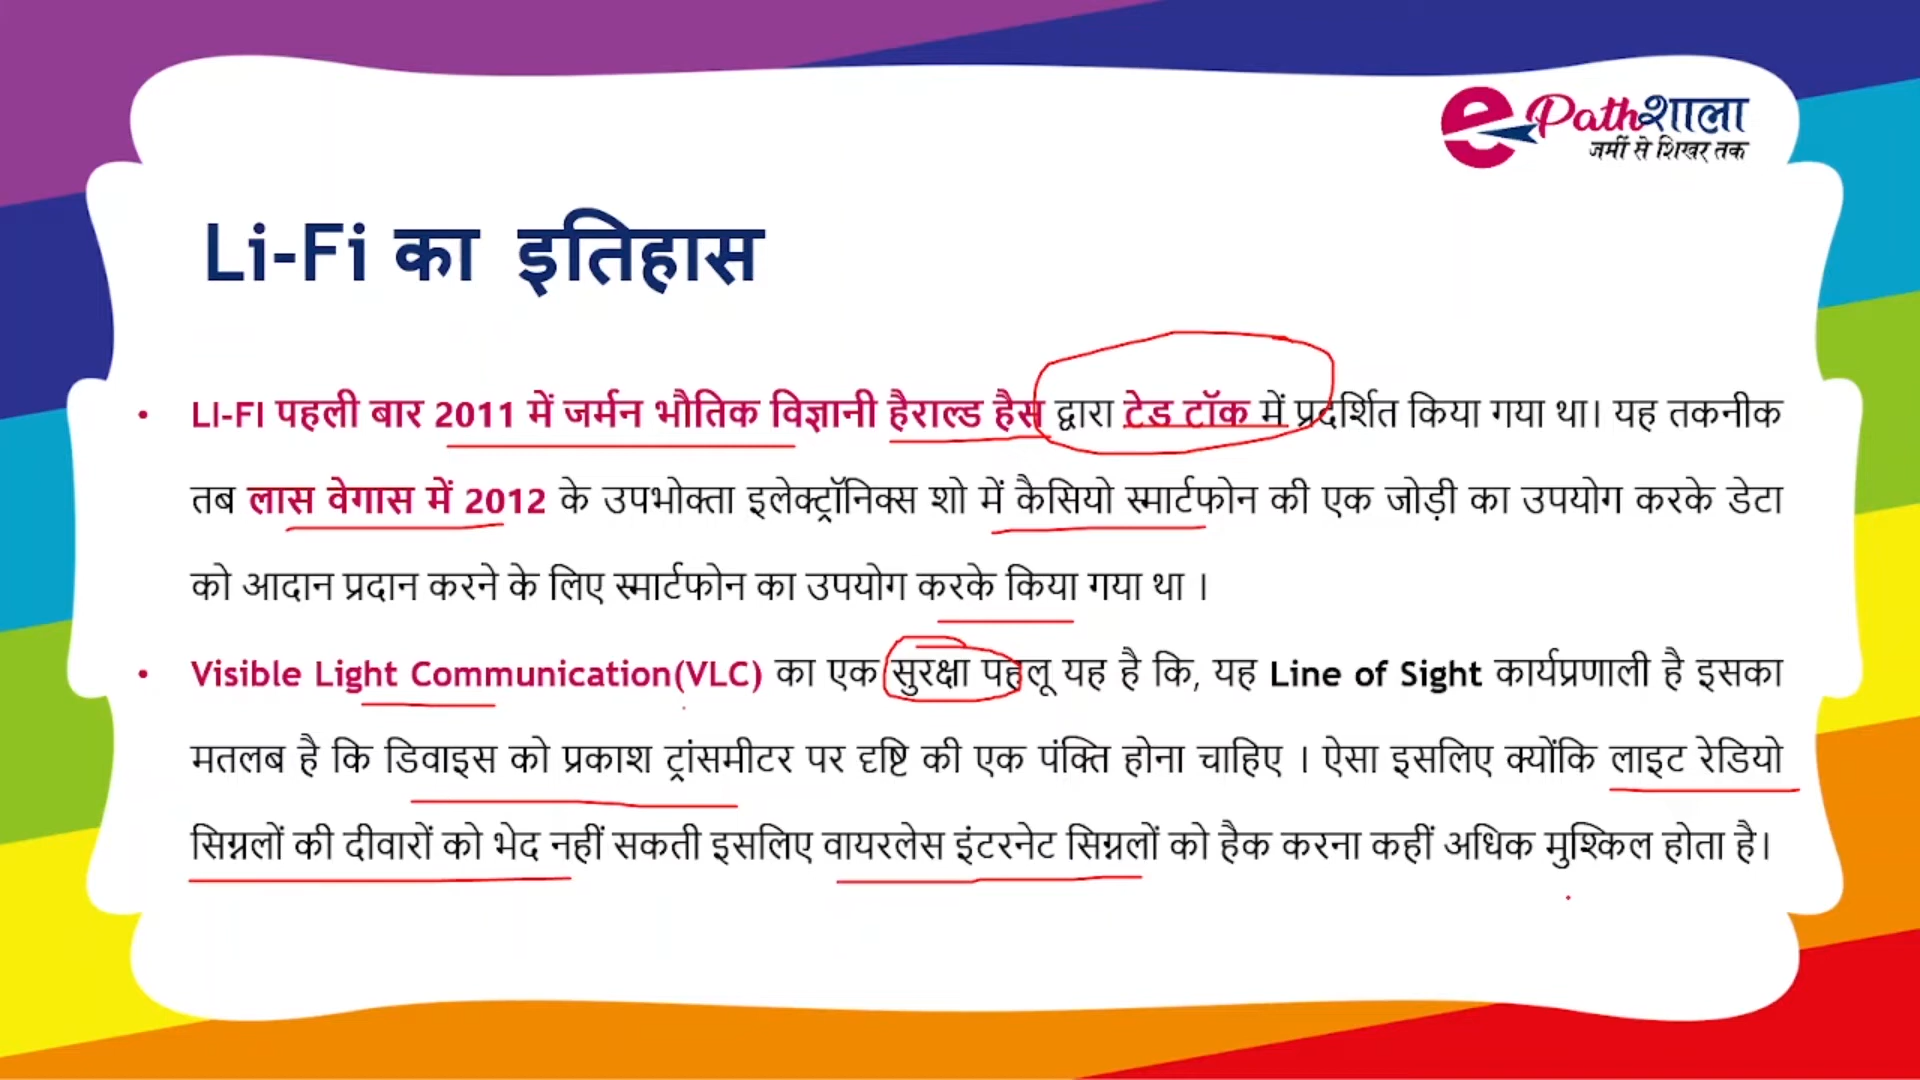 ePathशाला
जमीं से शिखर तक
Li-Fi का इतिहास
• LI-FI पहली बार 2011 में जर्मन भौतिक विज्ञानी हैराल्ड हैस द्वारा टेड टॉक में प्रदर्शित किया गया था। यह तकनीक
तब लास वेगास में 2012 के उपभोक्ता इलेक्ट्रॉनिक्स शो में कैसियो स्मार्टफोन की एक जोड़ी का उपयोग करके डेटा
को आदान प्रदान करने के लिए स्मार्टफोन का उपयोग करके किया गया था ।
• Visible Light Communication(VLC) का एक सुरक्षा पहलू यह है कि, यह Line of Sight कार्यप्रणाली है इसका
मतलब है कि डिवाइस को प्रकाश ट्रांसमीटर पर दृष्टि की एक पंक्ति होना चाहिए । ऐसा इसलिए क्योंकि लाइट रेडियो
सिग्नलों की दीवारों को भेद नहीं सकती इसलिए वायरलेस इंटरनेट सिग्नलों को हैक करना कहीं अधिक मुश्किल होता है।